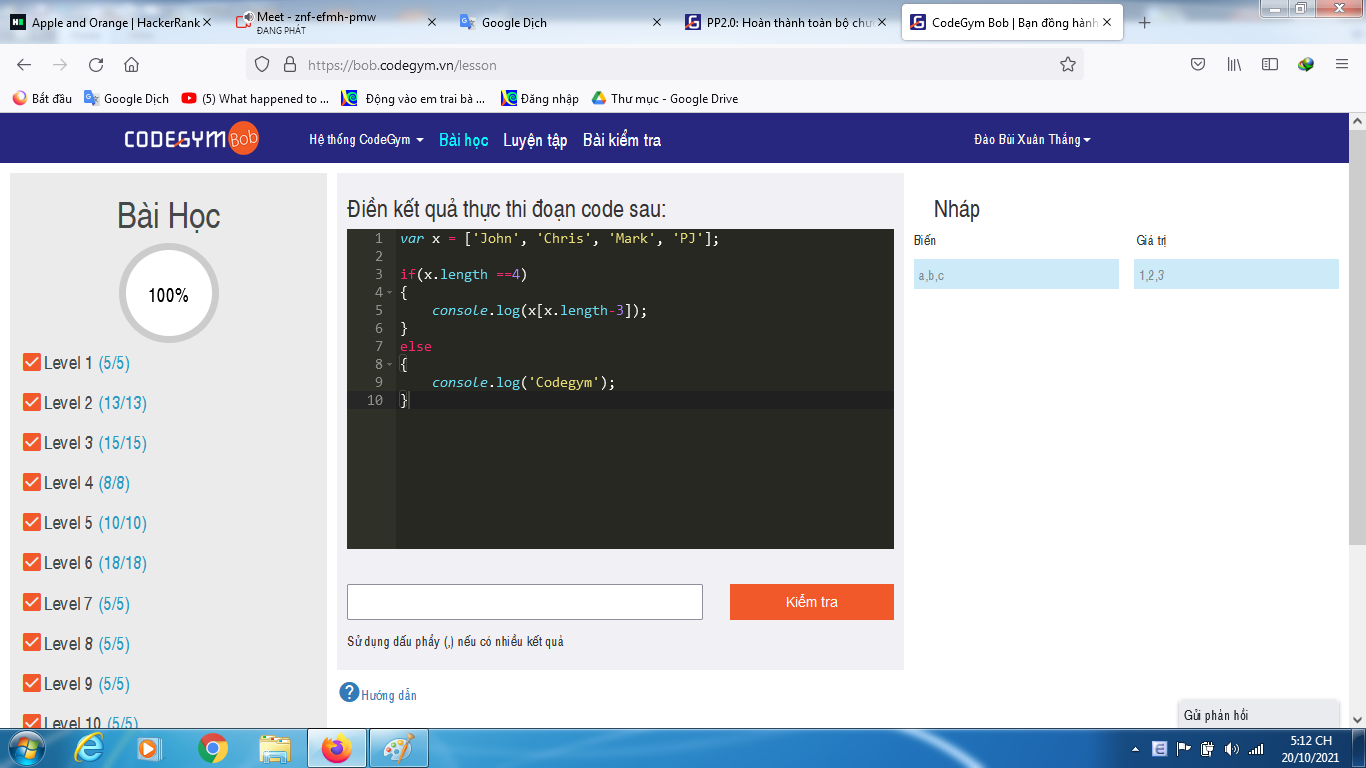 Apple and Orange | HackerRank
Meet - znf-efmh-pmw
ĐANG PHÁT
Google Dịch
PP2.0: Hoàn thành toàn bộ chư
CodeGym Bob | Bạn đồng hành
https://bob.codegym.vn/lesson
Bắt đầu
Google Dịch
(5) What happened to ...
Động vào em trai bà ...
Đăng nhập
Thư mục - Google Drive
CODEGYM Bob
Hệ thống CodeGym
Bài học
Luyện tập
Bài kiểm tra
Đào Bùi Xuân Thắng
Bài Học
100%
Level 1 (5/5)
Level 2 (13/13)
Level 3 (15/15)
Level 4 (8/8)
Level 5 (10/10)
Level 6 (18/18)
Level 7 (5/5)
Level 8 (5/5)
Level 9 (5/5)
Level 10 (5/5)
Điền kết quả thực thi đoạn code sau:
1 var x = ['John', 'Chris', 'Mark', 'PJ'];
2
3 if(x.length ==4)
4 {
5 console.log(x[x.length-3]);
6 }
7 else
8 {
9 console.log('Codegym');
10 }
Kiểm tra
Sử dụng dấu phẩy (,) nếu có nhiều kết quả
? Hướng dẫn
Nháp
Biến
Giá trị
a,b,c
1,2,3
Gửi phản hồi
5:12 CH
20/10/2021